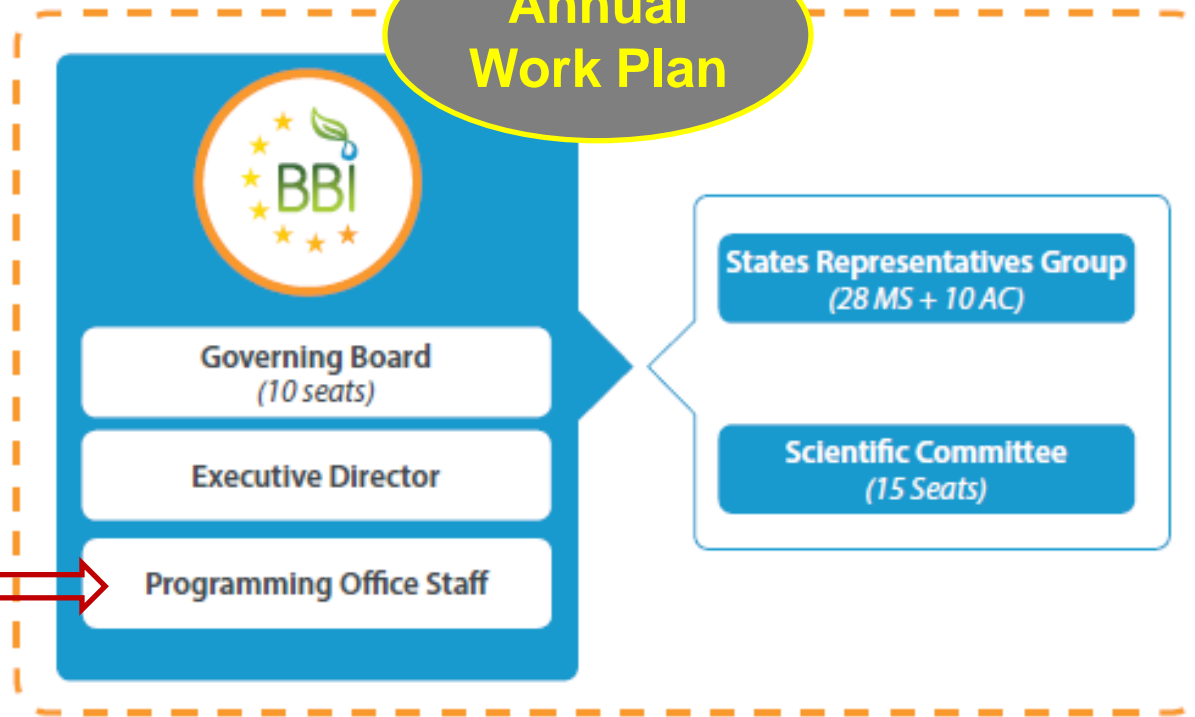 Annual
Work Plan
BBI
Governing Board
(10 seats)
Executive Director
Programming Office Staff
States Representatives Group
(28 MS + 10 AC)
Scientific Committee
(15 Seats)